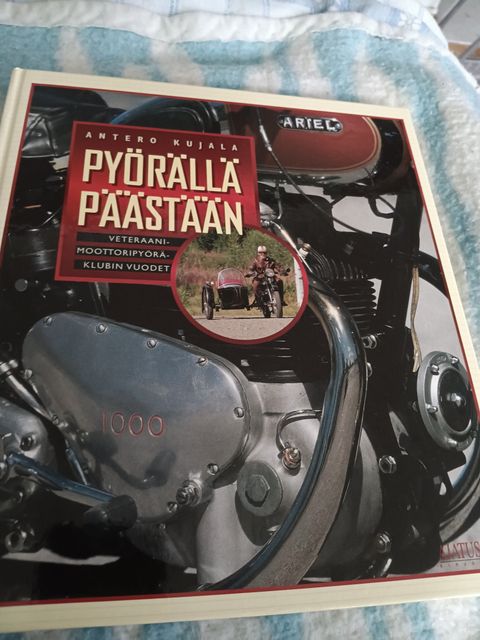 ANTERO KUJALA
PYÖRÄLLÄ
PÄÄSTÄÄN
VETERAANI-
MOOTTORIPYÖRÄ-
KLUBIN VUODET
ARIEL
1000